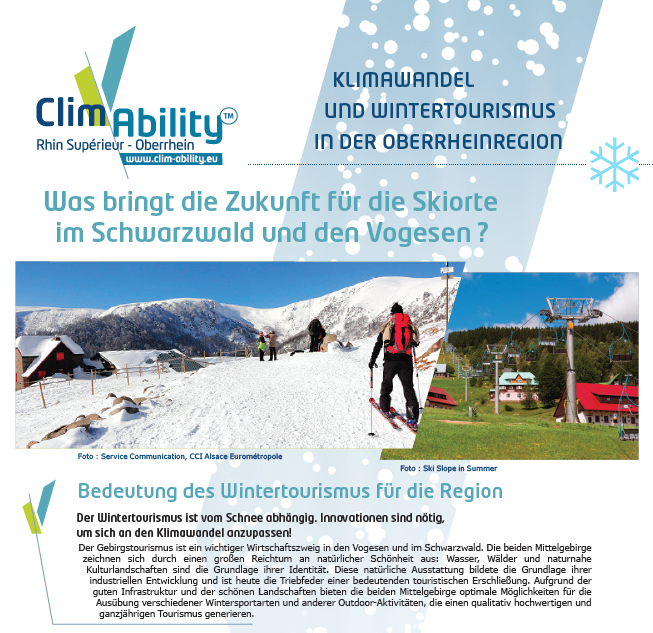 KLIMAWANDEL
UND WINTERTOURISMUS
IN DER OBERRHEINREGION
ClimAbility™
Rhin Supérieur - Oberrhein
www.clim-ability.eu
Was bringt die Zukunft für die Skiorte
im Schwarzwald und den Vogesen ?
Foto : Service Communication, CCI Alsace Eurométropole
Foto : Ski Slope in Summer
Bedeutung des Wintertourismus für die Region
Der Wintertourismus ist vom Schnee abhängig. Innovationen sind nötig,
um sich an den Klimawandel anzupassen!
Der Gebirgstourismus ist ein wichtiger Wirtschaftszweig in den Vogesen und im Schwarzwald. Die beiden Mittelgebirge
zeichnen sich durch einen großen Reichtum an natürlicher Schönheit aus: Wasser, Wälder und naturnahe
Kulturlandschaften sind die Grundlage ihrer Identität. Diese natürliche Ausstattung bildete die Grundlage ihrer
industriellen Entwicklung und ist heute die Triebfeder einer bedeutenden touristischen Erschließung. Aufgrund der
guten Infrastruktur und der schönen Landschaften bieten die beiden Mittelgebirge optimale Möglichkeiten für die
Ausübung verschiedener Wintersportarten und anderer Outdoor-Aktivitäten, die einen qualitativ hochwertigen und
ganzjährigen Tourismus generieren.